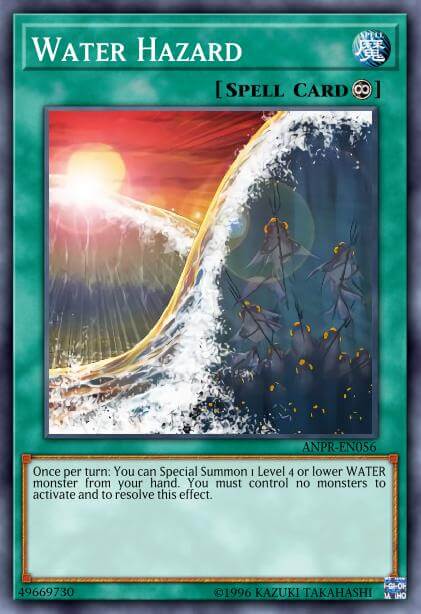 WATER HAZARD
SPELL
魔
[SPELL CARD]
ANPR-EN056
Once per turn: You can Special Summon 1 Level 4 or lower WATER
monster from your hand. You must control no monsters to
activate and to resolve this effect.
49669730
©1996 KAZUKI TAKAHASHI